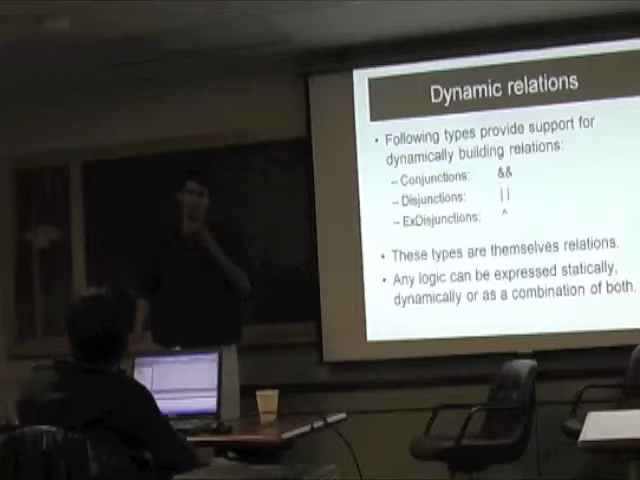 Dynamic relations
• Following types provide support for
dynamically building relations:
– Conjunctions: &&
– Disjunctions: ||
– ExDisjunctions: ^
• These types are themselves relations.
• Any logic can be expressed statically,
dynamically or as a combination of both.